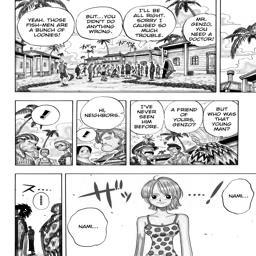 MR.
GENZO,
YOU NEED
A
DOCTOR!
I'LL BE
ALL RIGHT.
SORRY I
CAUSED SO
MUCH
TROUBLE.
BUT...
YOU
DIDN'T
DO
ANYTHING
WRONG.
YEAH. THOSE
FISH-MEN
ARE A
BUNCH OF
LOONIES!
BUT WHO
WAS THAT
YOUNG
MAN?
A FRIEND
OF
YOURS,
GENZO?
I'VE
NEVER
SEEN
HIM
BEFORE.
HI,
NEIGHBORS.
!
NAMI...
NAMI...